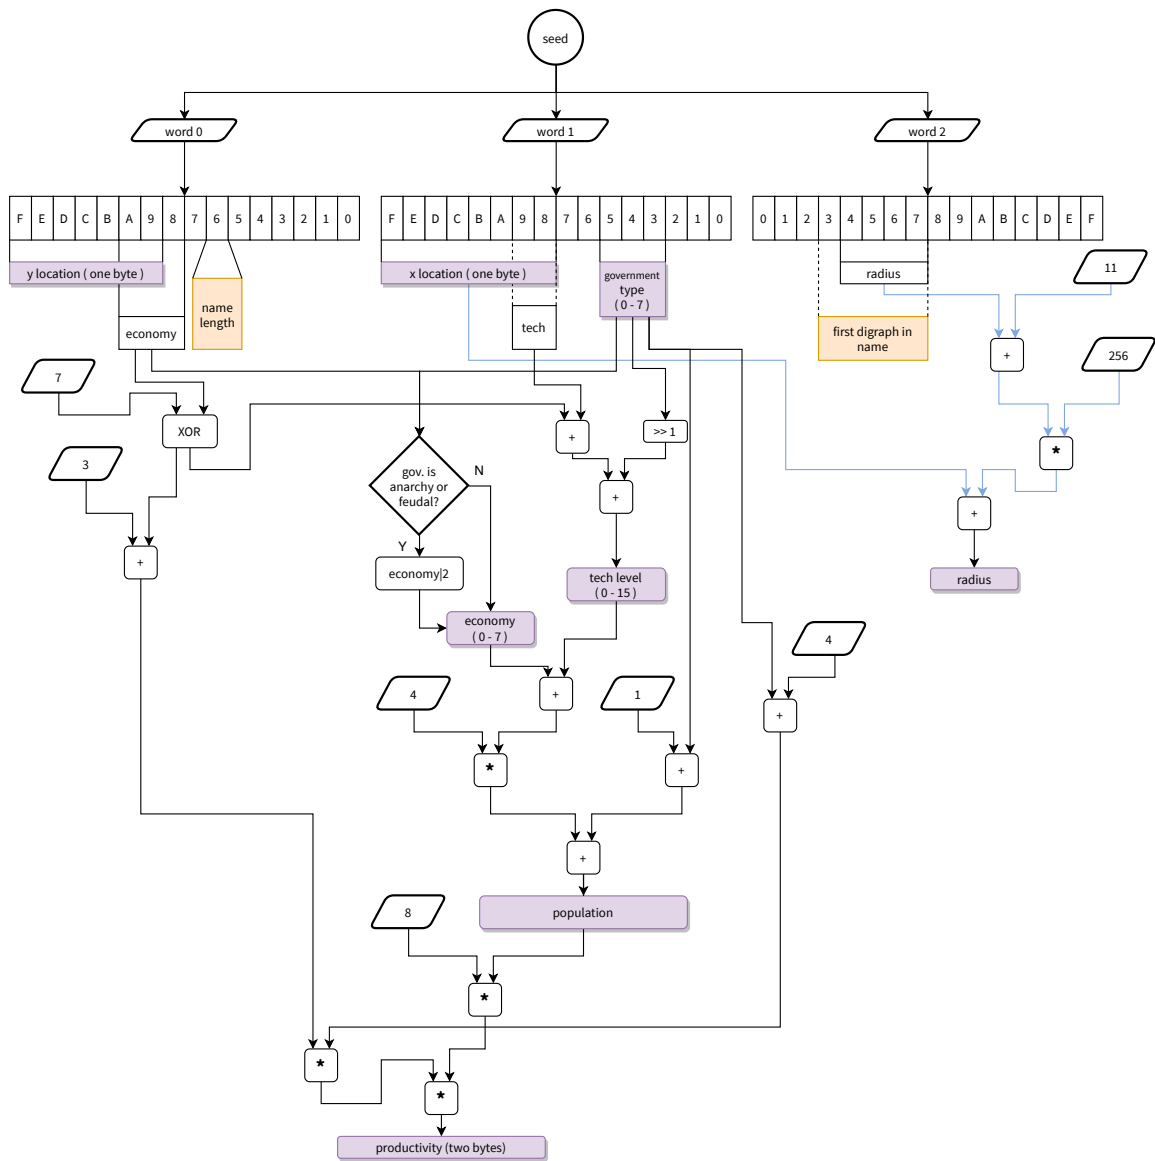 seed
word 0
word 1
word 2
F E D C B A 9 8 7 6 5 4 3 2 1 0
F E D C B A 9 8 7 6 5 4 3 2 1 0
0 1 2 3 4 5 6 7 8 9 A B C D E F
y location ( one byte )
x location ( one byte )
government
type
( 0 - 7 )
radius
11
name
length
economy
tech
first digraph in
name
+
256
7
XOR
+
>> 1
*
3
gov. is
anarchy or
feudal?
N
+
+
Y
+
economy|2
tech level
( 0 - 15 )
radius
economy
( 0 - 7 )
4
4
+
1
+
*
+
+
population
8
*
*
*
productivity (two bytes)